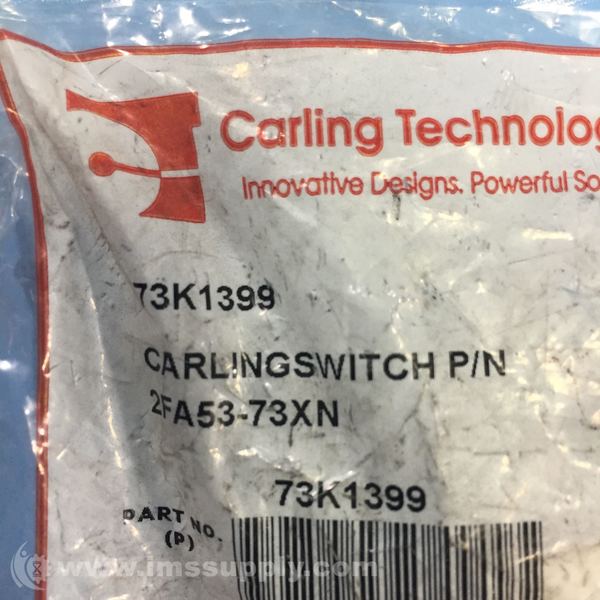 Carling Technolog
Innovative Designs. Powerful So
73K1399
CARLINGSWITCH P/N
2FA53-73XN
73K1399
PART NO.
(P)
www.imssupply.com